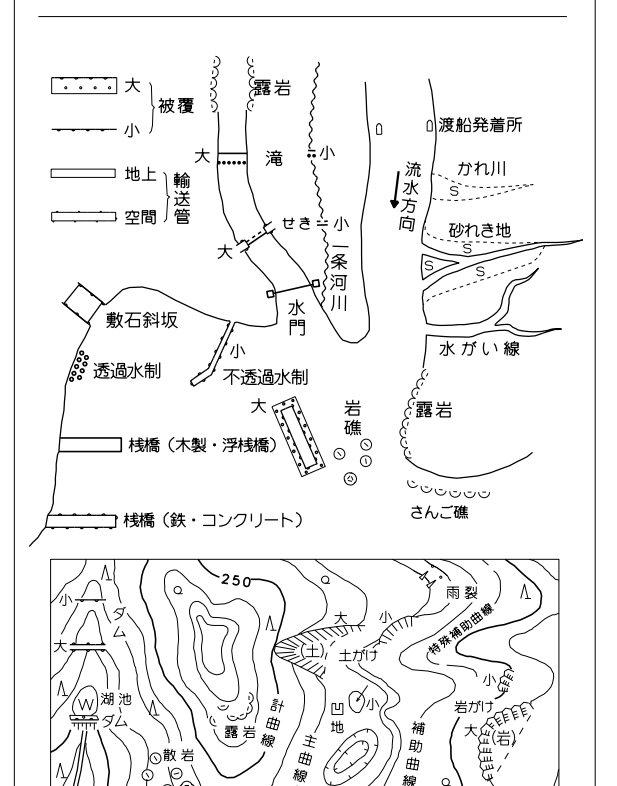 大
小
被覆
地上
空間
輸送管
露岩
大
滝
小
渡船発着所
かれ川
S
流水方向
砂れき地
S
S
S
せき
小
大
一条河川
水門
敷石斜坂
小
透過水制
不透過水制
水がい線
大
岩礁
露岩
桟橋（木製・浮桟橋）
さんご礁
桟橋（鉄・コンクリート）
250
雨裂
小
ダム
大
大
小
特殊補助曲線
（土）
土がけ
小
湖池
W
ダム
計曲線
凹地
小
岩がけ
大
（岩）
露岩
主曲線
補助曲線
散岩